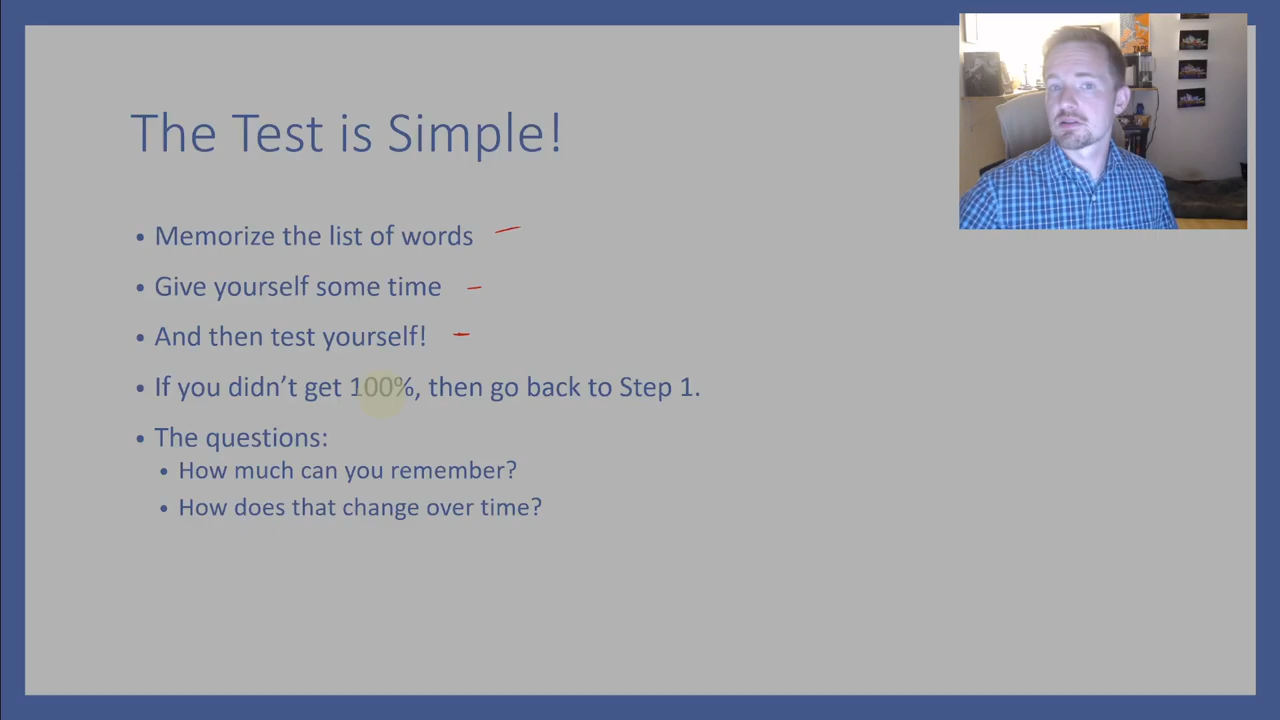 The Test is Simple!
• Memorize the list of words
• Give yourself some time
• And then test yourself!
• If you didn't get 100%, then go back to Step 1.
• The questions:
• How much can you remember?
• How does that change over time?
TAPE